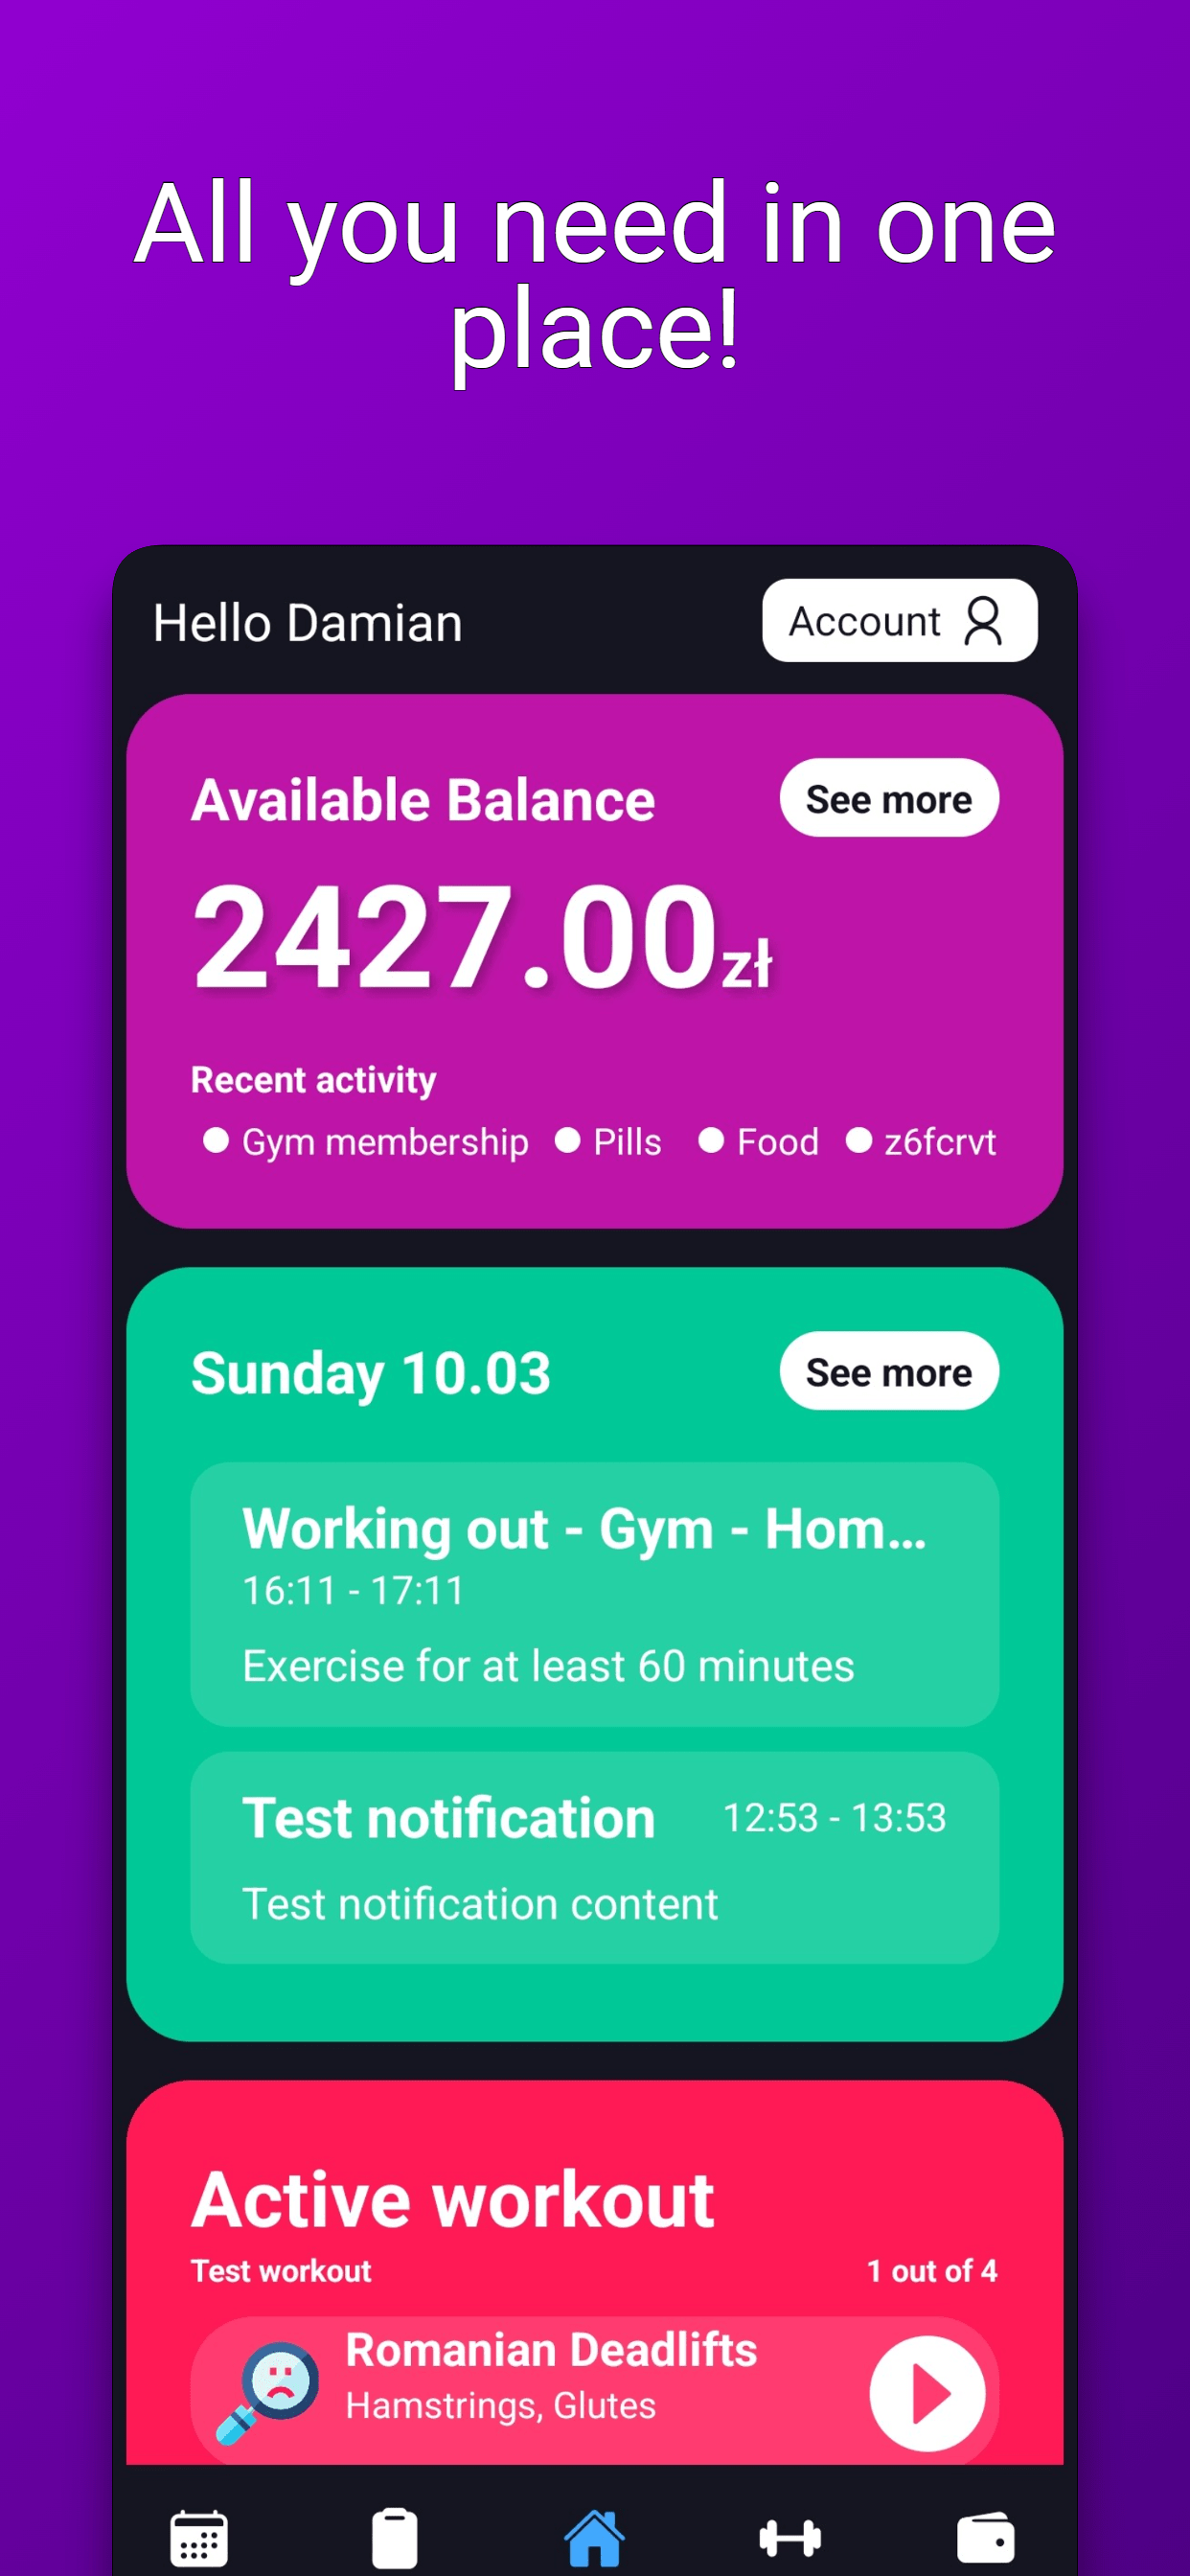 All you need in one
place!
Hello Damian
Account
Available Balance
See more
2427.00zł
Recent activity
Gym membership Pills Food z6fcrvt
Sunday 10.03
See more
Working out - Gym - Hom...
16:11 - 17:11
Exercise for at least 60 minutes
Test notification 12:53 - 13:53
Test notification content
Active workout
Test workout 1 out of 4
Romanian Deadlifts
Hamstrings, Glutes